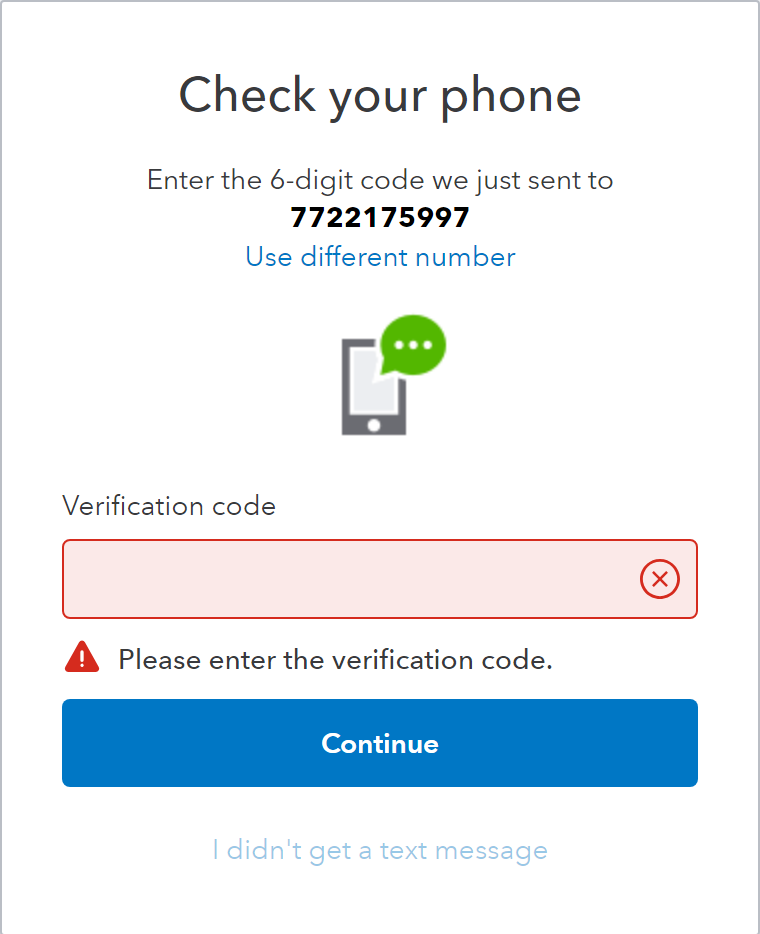 Check your phone
Enter the 6-digit code we just sent to
7722175997
Use different number
Verification code
Please enter the verification code.
Continue
I didn't get a text message